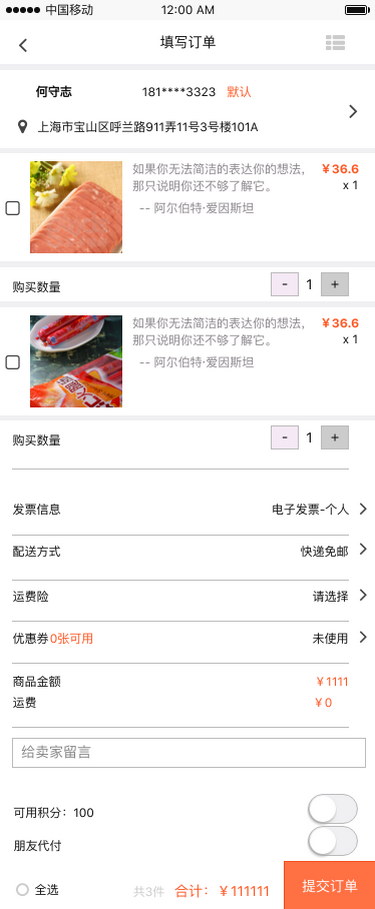 中国移动 12:00 AM
填写订单
何守志 181****3323 默认
上海市宝山区呼兰路911弄11号3号楼101A
如果你无法简洁的表达你的想法， ￥36.6
那只说明你还不够了解它。 x 1
-- 阿尔伯特·爱因斯坦
购买数量 - 1 +
如果你无法简洁的表达你的想法， ￥36.6
那只说明你还不够了解它。 x 1
-- 阿尔伯特·爱因斯坦
购买数量 - 1 +
发票信息 电子发票-个人
配送方式 快递免邮
运费险 请选择
优惠券0张可用 未使用
商品金额 ￥1111
运费 ￥0
给卖家留言
可用积分：100
朋友代付
全选 共3件 合计：￥111111 提交订单